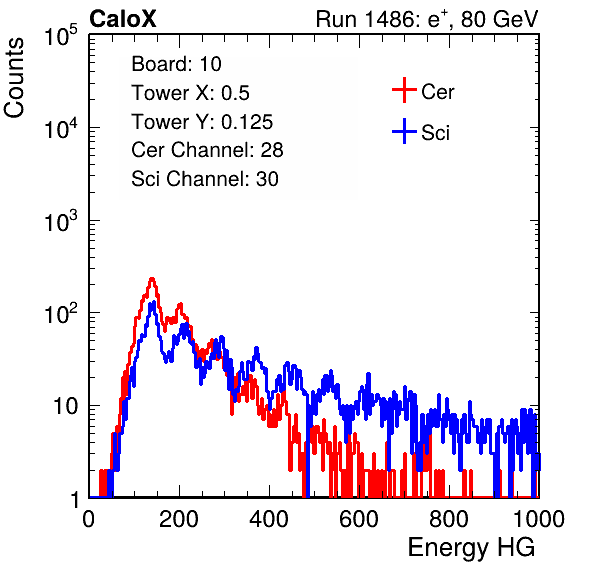 CaloX Run 1486: e⁺, 80 GeV
Counts
10⁵
10⁴
10³
10²
10
1
Board: 10
Tower X: 0.5
Tower Y: 0.125
Cer Channel: 28
Sci Channel: 30
Cer
Sci
0 200 400 600 800 1000
Energy HG